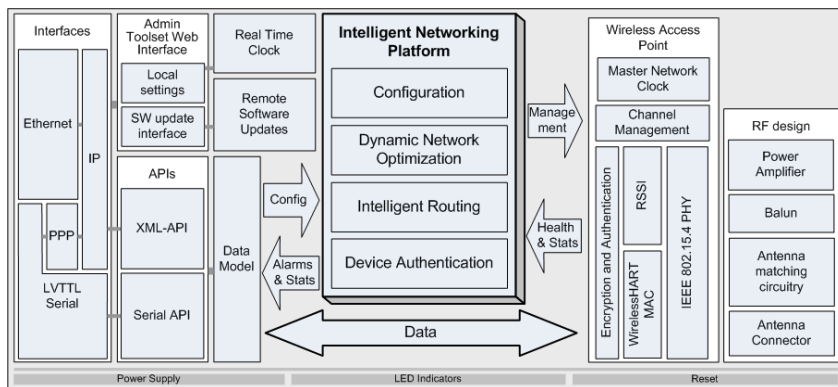 Interfaces
Ethernet
IP
PPP
LVTTL
Serial
Admin
Toolset Web
Interface
Local
settings
SW update
interface
Real Time
Clock
Remote
Software
Updates
APIs
XML-API
Serial API
Data
Model
Config
Alarms
& Stats
Intelligent Networking
Platform
Configuration
Dynamic Network
Optimization
Intelligent Routing
Device Authentication
Data
Manage
ment
Health
& Stats
Wireless Access
Point
Master Network
Clock
Channel
Management
Encryption and Authentication
RSSI
WirelessHART
MAC
IEEE 802.15.4 PHY
RF design
Power
Amplifier
Balun
Antenna
matching
circuitry
Antenna
Connector
Power Supply
LED Indicators
Reset